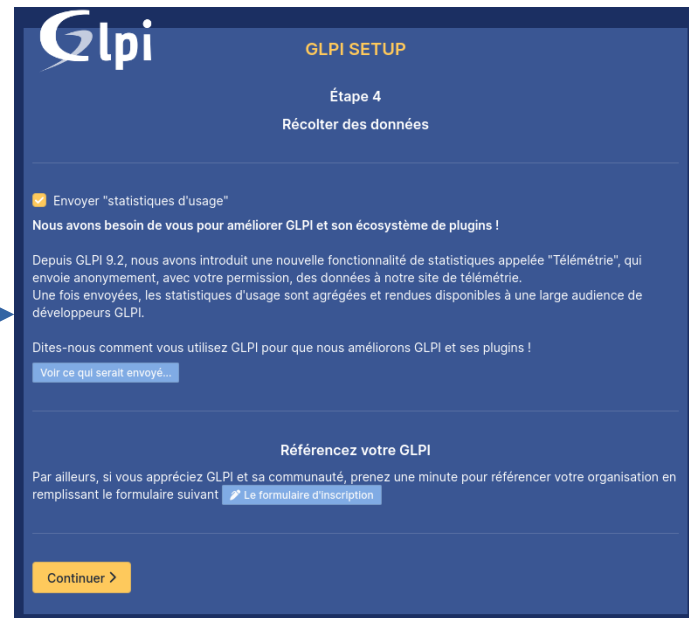 Glpi
GLPI SETUP
Étape 4
Récolter des données
Envoyer "statistiques d'usage"
Nous avons besoin de vous pour améliorer GLPI et son écosystème de plugins !
Depuis GLPI 9.2, nous avons introduit une nouvelle fonctionnalité de statistiques appelée "Télémétrie", qui
envoie anonymement, avec votre permission, des données à notre site de télémétrie.
Une fois envoyées, les statistiques d'usage sont agrégées et rendues disponibles à une large audience de
développeurs GLPI.
Dites-nous comment vous utilisez GLPI pour que nous améliorons GLPI et ses plugins !
Voir ce qui serait envoyé...
Référencez votre GLPI
Par ailleurs, si vous appréciez GLPI et sa communauté, prenez une minute pour référencer votre organisation en
remplissant le formulaire suivant Le formulaire d'inscription
Continuer